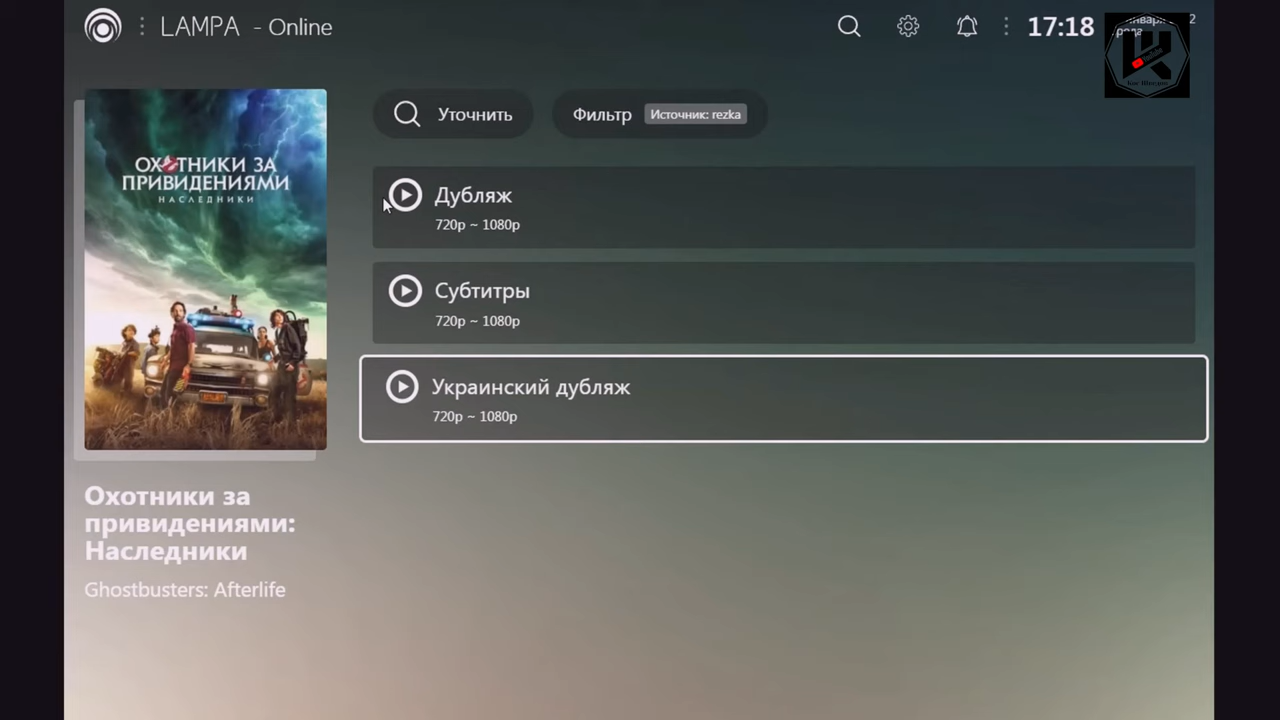 LAMPA - Online
17:18
Уточнить
Фильтр Источник: rezka
ОХОТНИКИ ЗА
ПРИВИДЕНИЯМИ
НАСЛЕДНИКИ
Дубляж
720p ~ 1080p
Субтитры
720p ~ 1080p
Украинский дубляж
720p ~ 1080p
Охотники за
привидениями:
Наследники
Ghostbusters: Afterlife